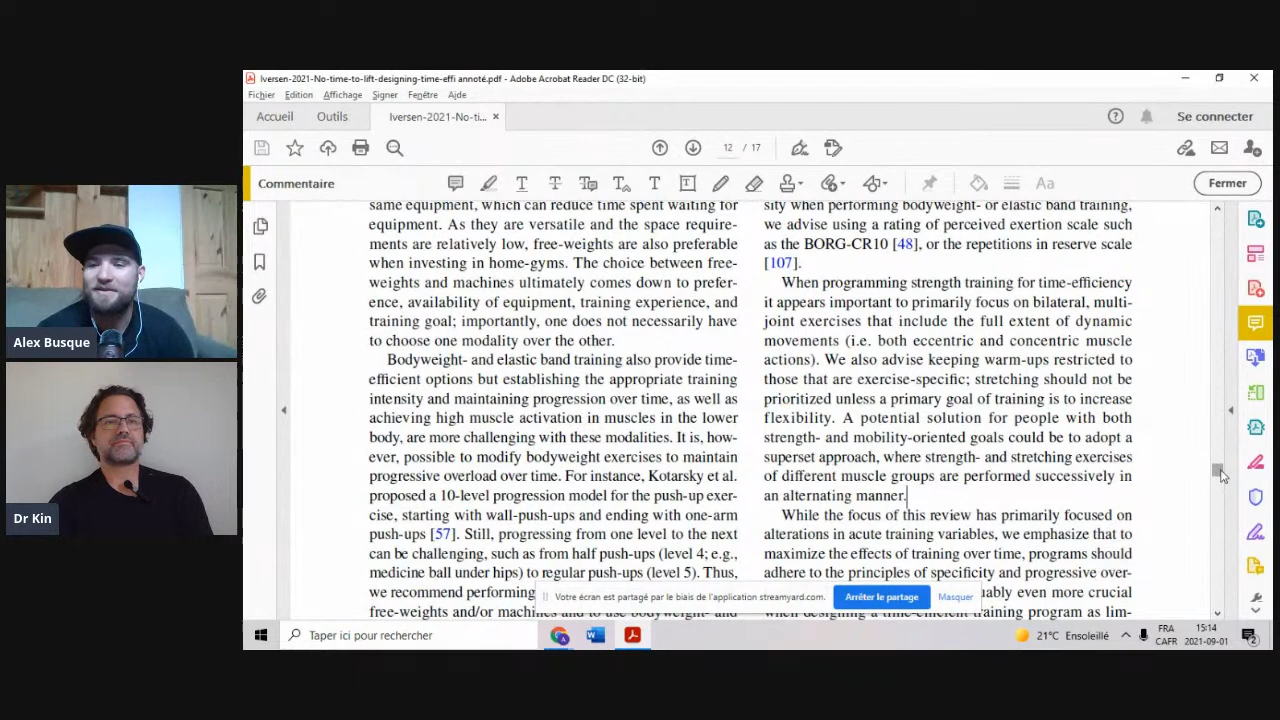 Iversen-2021-No-time-to-lift-designing-time-effi annoté.pdf - Adobe Acrobat Reader DC (32-bit)
Fichier Edition Affichage Signer Fenêtre Aide
Accueil Outils Iversen-2021-No-ti... × Se connecter
12 / 17
Commentaire Aa Fermer
same equipment, which can reduce time spent waiting for
equipment. As they are versatile and the space require-
ments are relatively low, free-weights are also preferable
when investing in home-gyms. The choice between free-
weights and machines ultimately comes down to prefer-
ence, availability of equipment, training experience, and
training goal; importantly, one does not necessarily have
to choose one modality over the other.
Bodyweight- and elastic band training also provide time-
efficient options but establishing the appropriate training
intensity and maintaining progression over time, as well as
achieving high muscle activation in muscles in the lower
body, are more challenging with these modalities. It is, how-
ever, possible to modify bodyweight exercises to maintain
progressive overload over time. For instance, Kotarsky et al.
proposed a 10-level progression model for the push-up exer-
cise, starting with wall-push-ups and ending with one-arm
push-ups [57]. Still, progressing from one level to the next
can be challenging, such as from half push-ups (level 4; e.g.,
medicine ball under hips) to regular push-ups (level 5). Thus,
we recommend performing
free-weights and/or machines and to use bodyweight- and
sity when performing bodyweight- or elastic band training,
we advise using a rating of perceived exertion scale such
as the BORG-CR10 [48], or the repetitions in reserve scale
[107].
When programming strength training for time-efficiency
it appears important to primarily focus on bilateral, multi-
joint exercises that include the full extent of dynamic
movements (i.e. both eccentric and concentric muscle
actions). We also advise keeping warm-ups restricted to
those that are exercise-specific; stretching should not be
prioritized unless a primary goal of training is to increase
flexibility. A potential solution for people with both
strength- and mobility-oriented goals could be to adopt a
superset approach, where strength- and stretching exercises
of different muscle groups are performed successively in
an alternating manner.
While the focus of this review has primarily focused on
alterations in acute training variables, we emphasize that to
maximize the effects of training over time, programs should
adhere to the principles of specificity and progressive over-
uably even more crucial
when designing a time-efficient training program as lim-
Votre écran est partagé par le biais de l'application streamyard.com. Arrêter le partage Masquer
Alex Busque
Dr Kin
Taper ici pour rechercher
21°C Ensoleillé
FRA
CAFR
15:14
2021-09-01
2